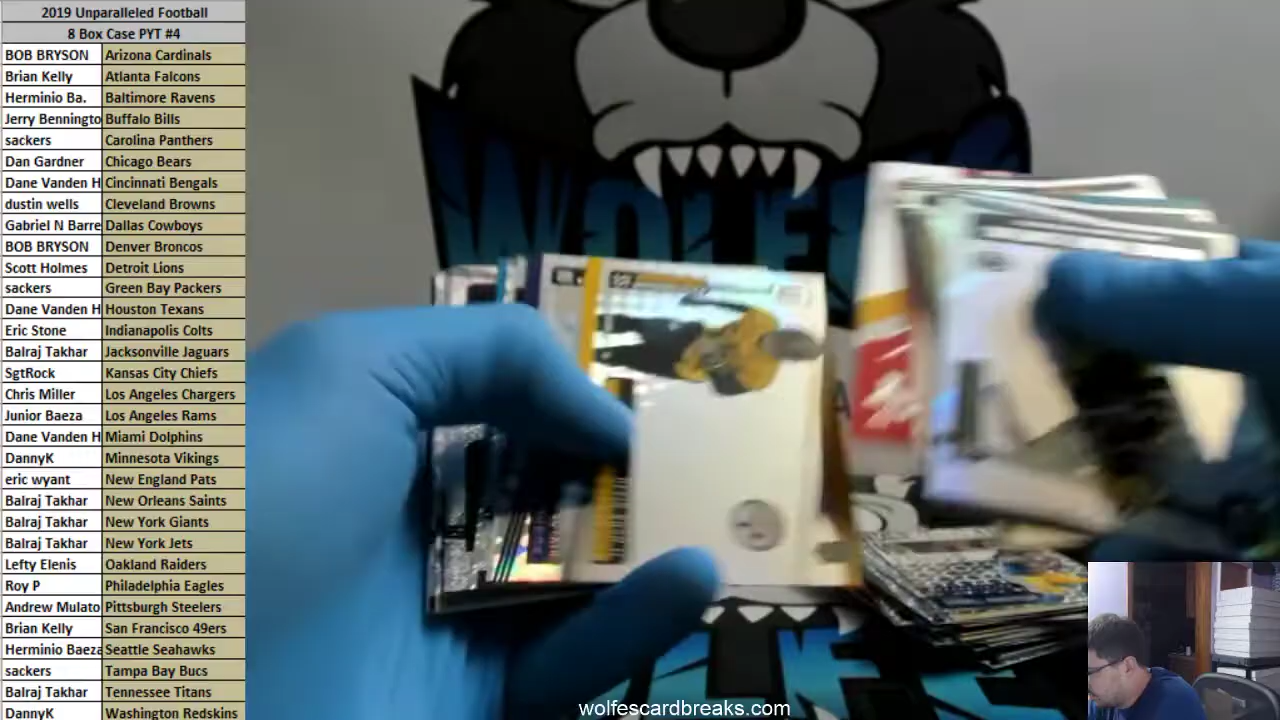 2019 Unparalleled Football
8 Box Case PYT #4
BOB BRYSON Arizona Cardinals
Brian Kelly Atlanta Falcons
Herminio Ba. Baltimore Ravens
Jerry Benningto Buffalo Bills
sackers Carolina Panthers
Dan Gardner Chicago Bears
Dane Vanden H Cincinnati Bengals
dustin wells Cleveland Browns
Gabriel N Barre Dallas Cowboys
BOB BRYSON Denver Broncos
Scott Holmes Detroit Lions
sackers Green Bay Packers
Dane Vanden H Houston Texans
Eric Stone Indianapolis Colts
Balraj Takhar Jacksonville Jaguars
SgtRock Kansas City Chiefs
Chris Miller Los Angeles Chargers
Junior Baeza Los Angeles Rams
Dane Vanden H Miami Dolphins
DannyK Minnesota Vikings
eric wyant New England Pats
Balraj Takhar New Orleans Saints
Balraj Takhar New York Giants
Balraj Takhar New York Jets
Lefty Elenis Oakland Raiders
Roy P Philadelphia Eagles
Andrew Mulato Pittsburgh Steelers
Brian Kelly San Francisco 49ers
Herminio Baeza Seattle Seahawks
sackers Tampa Bay Bucs
Balraj Takhar Tennessee Titans
DannyK Washington Redskins
wolfescardbreaks.com